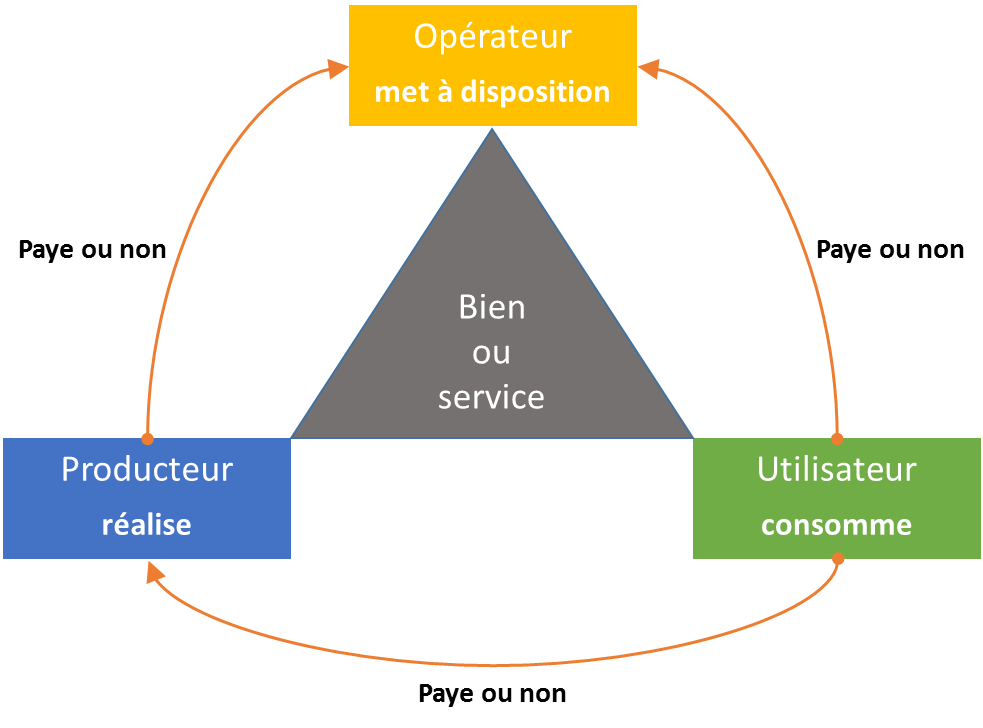 Opérateur
met à disposition
Paye ou non
Paye ou non
Bien
ou
service
Producteur
réalise
Utilisateur
consomme
Paye ou non